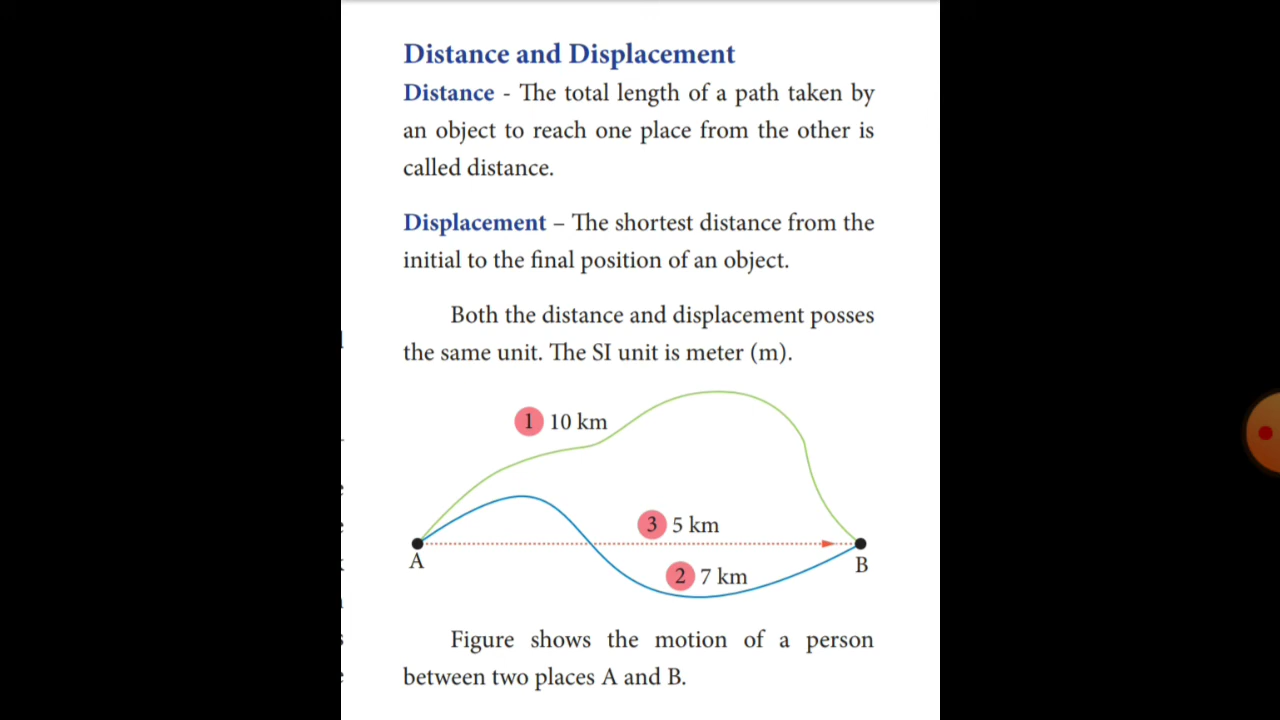 Distance and Displacement
Distance - The total length of a path taken by
an object to reach one place from the other is
called distance.
Displacement – The shortest distance from the
initial to the final position of an object.
Both the distance and displacement posses
the same unit. The SI unit is meter (m).
1 10 km
3 5 km
A
B
2 7 km
Figure shows the motion of a person
between two places A and B.